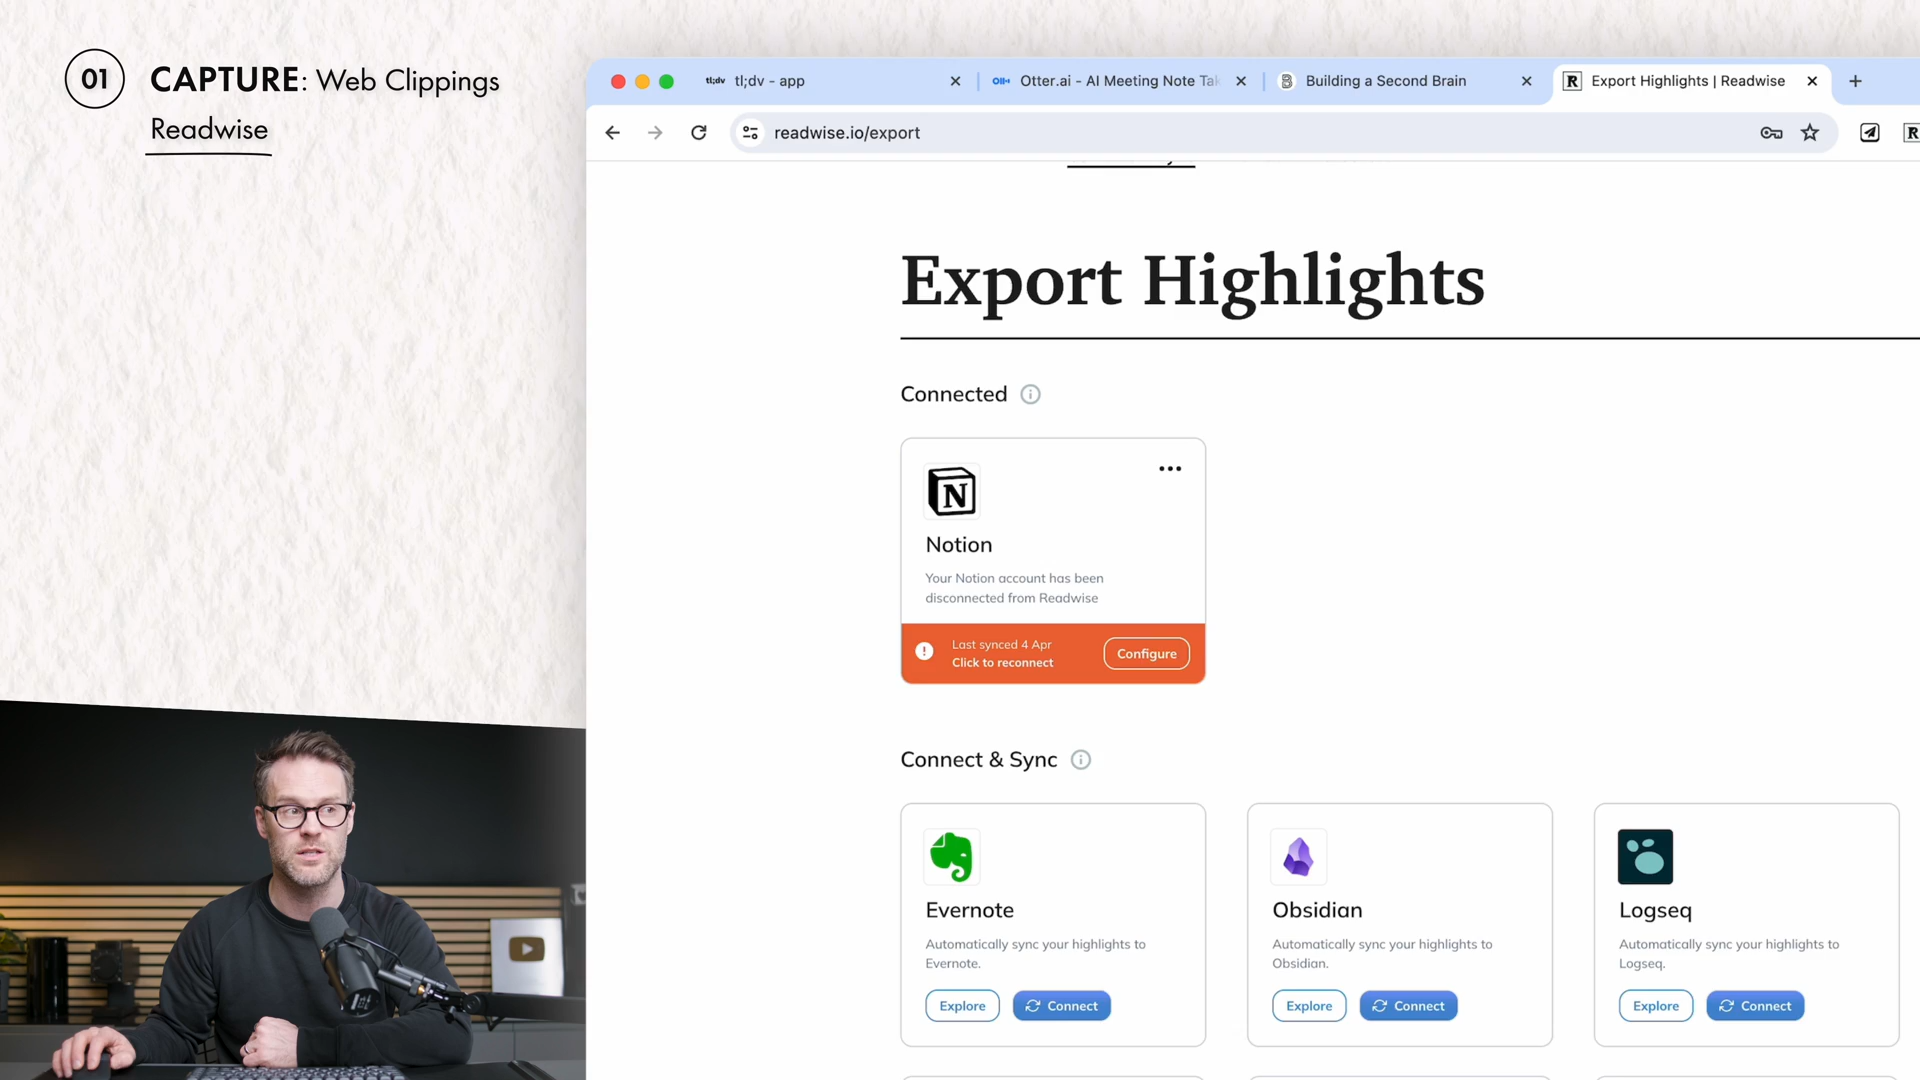 01
CAPTURE: Web Clippings
Readwise
tl;dv tl;dv - app
Otter.ai - AI Meeting Note Tak
Building a Second Brain
R Export Highlights | Readwise
readwise.io/export
R
Export Highlights
Connected
N
Notion
Your Notion account has been
disconnected from Readwise
Last synced 4 Apr
Click to reconnect
Configure
Connect & Sync
Evernote
Automatically sync your highlights to
Evernote.
Explore
Connect
Obsidian
Automatically sync your highlights to
Obsidian.
Explore
Connect
Logseq
Automatically sync your highlights to
Logseq.
Explore
Connect